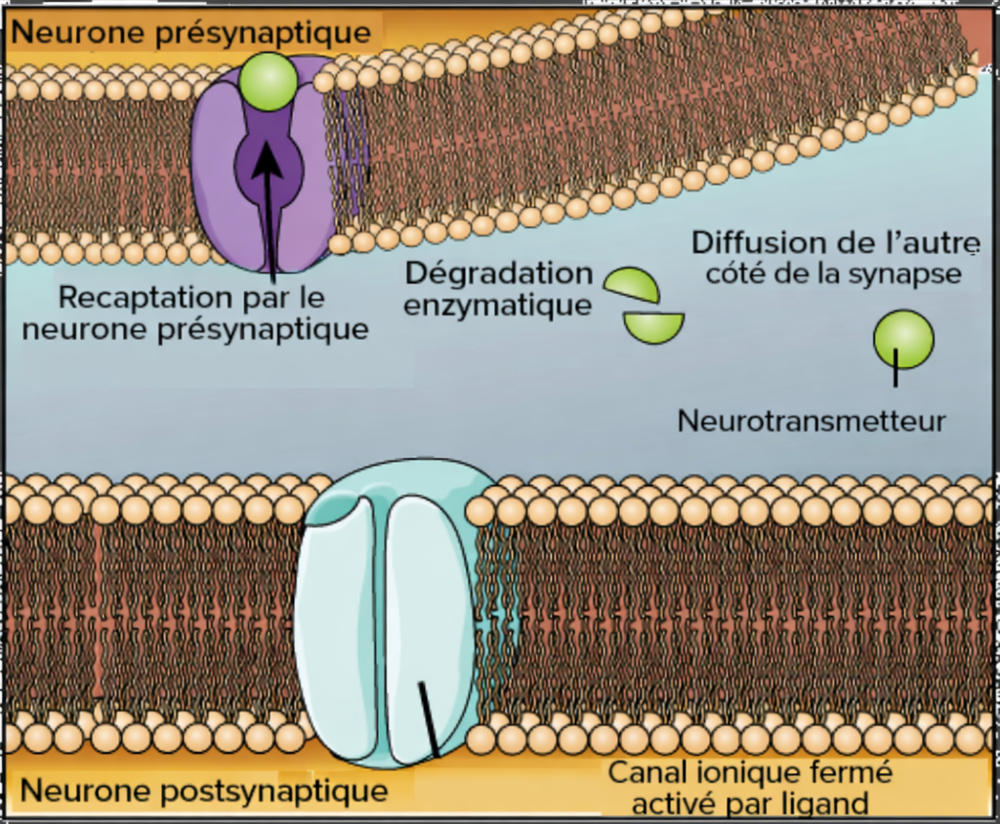 Neurone présynaptique
Recaptation par le
neurone présynaptique
Dégradation
enzymatique
Diffusion de l'autre
côté de la synapse
Neurotransmetteur
Neurone postsynaptique
Canal ionique fermé
activé par ligand